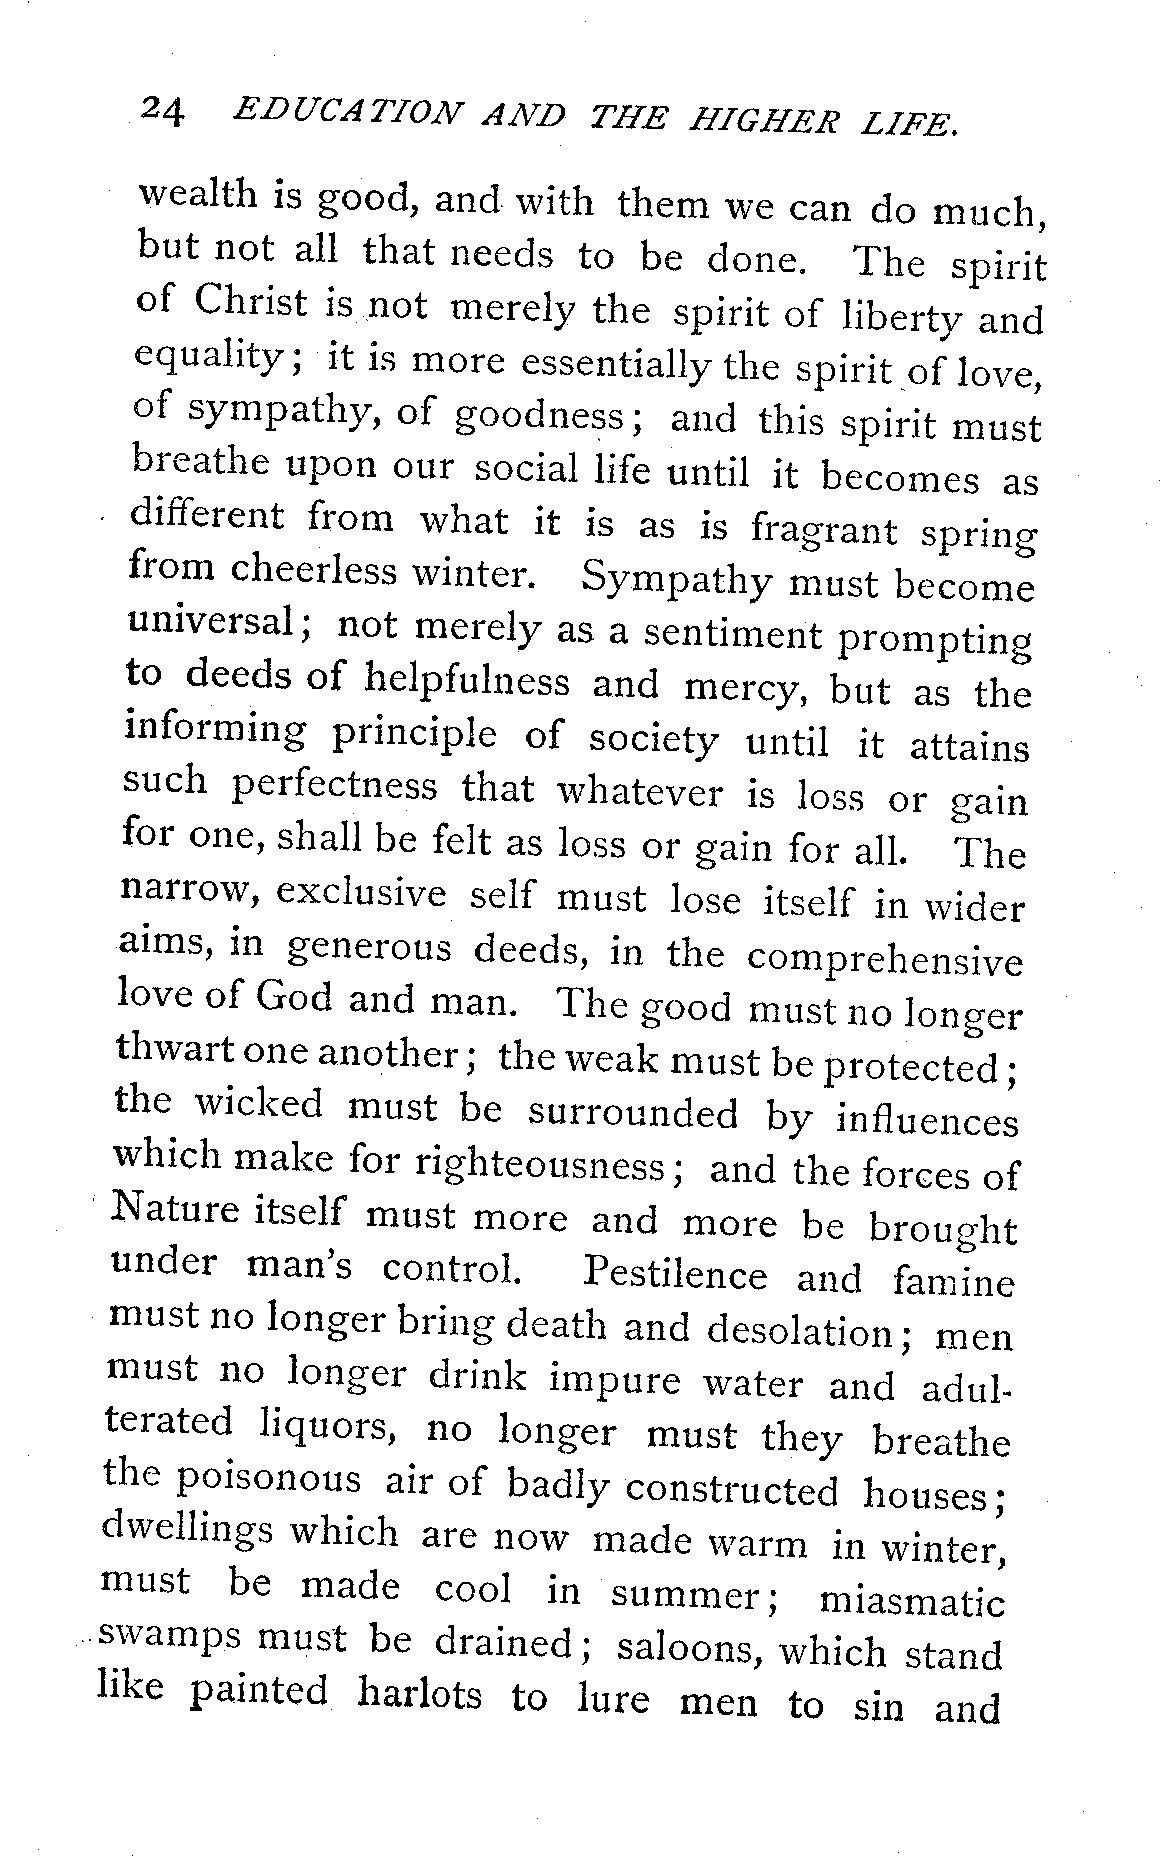 24 EDUCATION AND THE HIGHER LIFE.
wealth is good, and with them we can do much,
but not all that needs to be done. The spirit
of Christ is not merely the spirit of liberty and
equality; it is more essentially the spirit of love,
of sympathy, of goodness; and this spirit must
breathe upon our social life until it becomes as
different from what it is as is fragrant spring
from cheerless winter. Sympathy must become
universal; not merely as a sentiment prompting
to deeds of helpfulness and mercy, but as the
informing principle of society until it attains
such perfectness that whatever is loss or gain
for one, shall be felt as loss or gain for all. The
narrow, exclusive self must lose itself in wider
aims, in generous deeds, in the comprehensive
love of God and man. The good must no longer
thwart one another; the weak must be protected;
the wicked must be surrounded by influences
which make for righteousness; and the forces of
Nature itself must more and more be brought
under man's control. Pestilence and famine
must no longer bring death and desolation; men
must no longer drink impure water and adul-
terated liquors, no longer must they breathe
the poisonous air of badly constructed houses;
dwellings which are now made warm in winter,
must be made cool in summer; miasmatic
swamps must be drained; saloons, which stand
like painted harlots to lure men to sin and